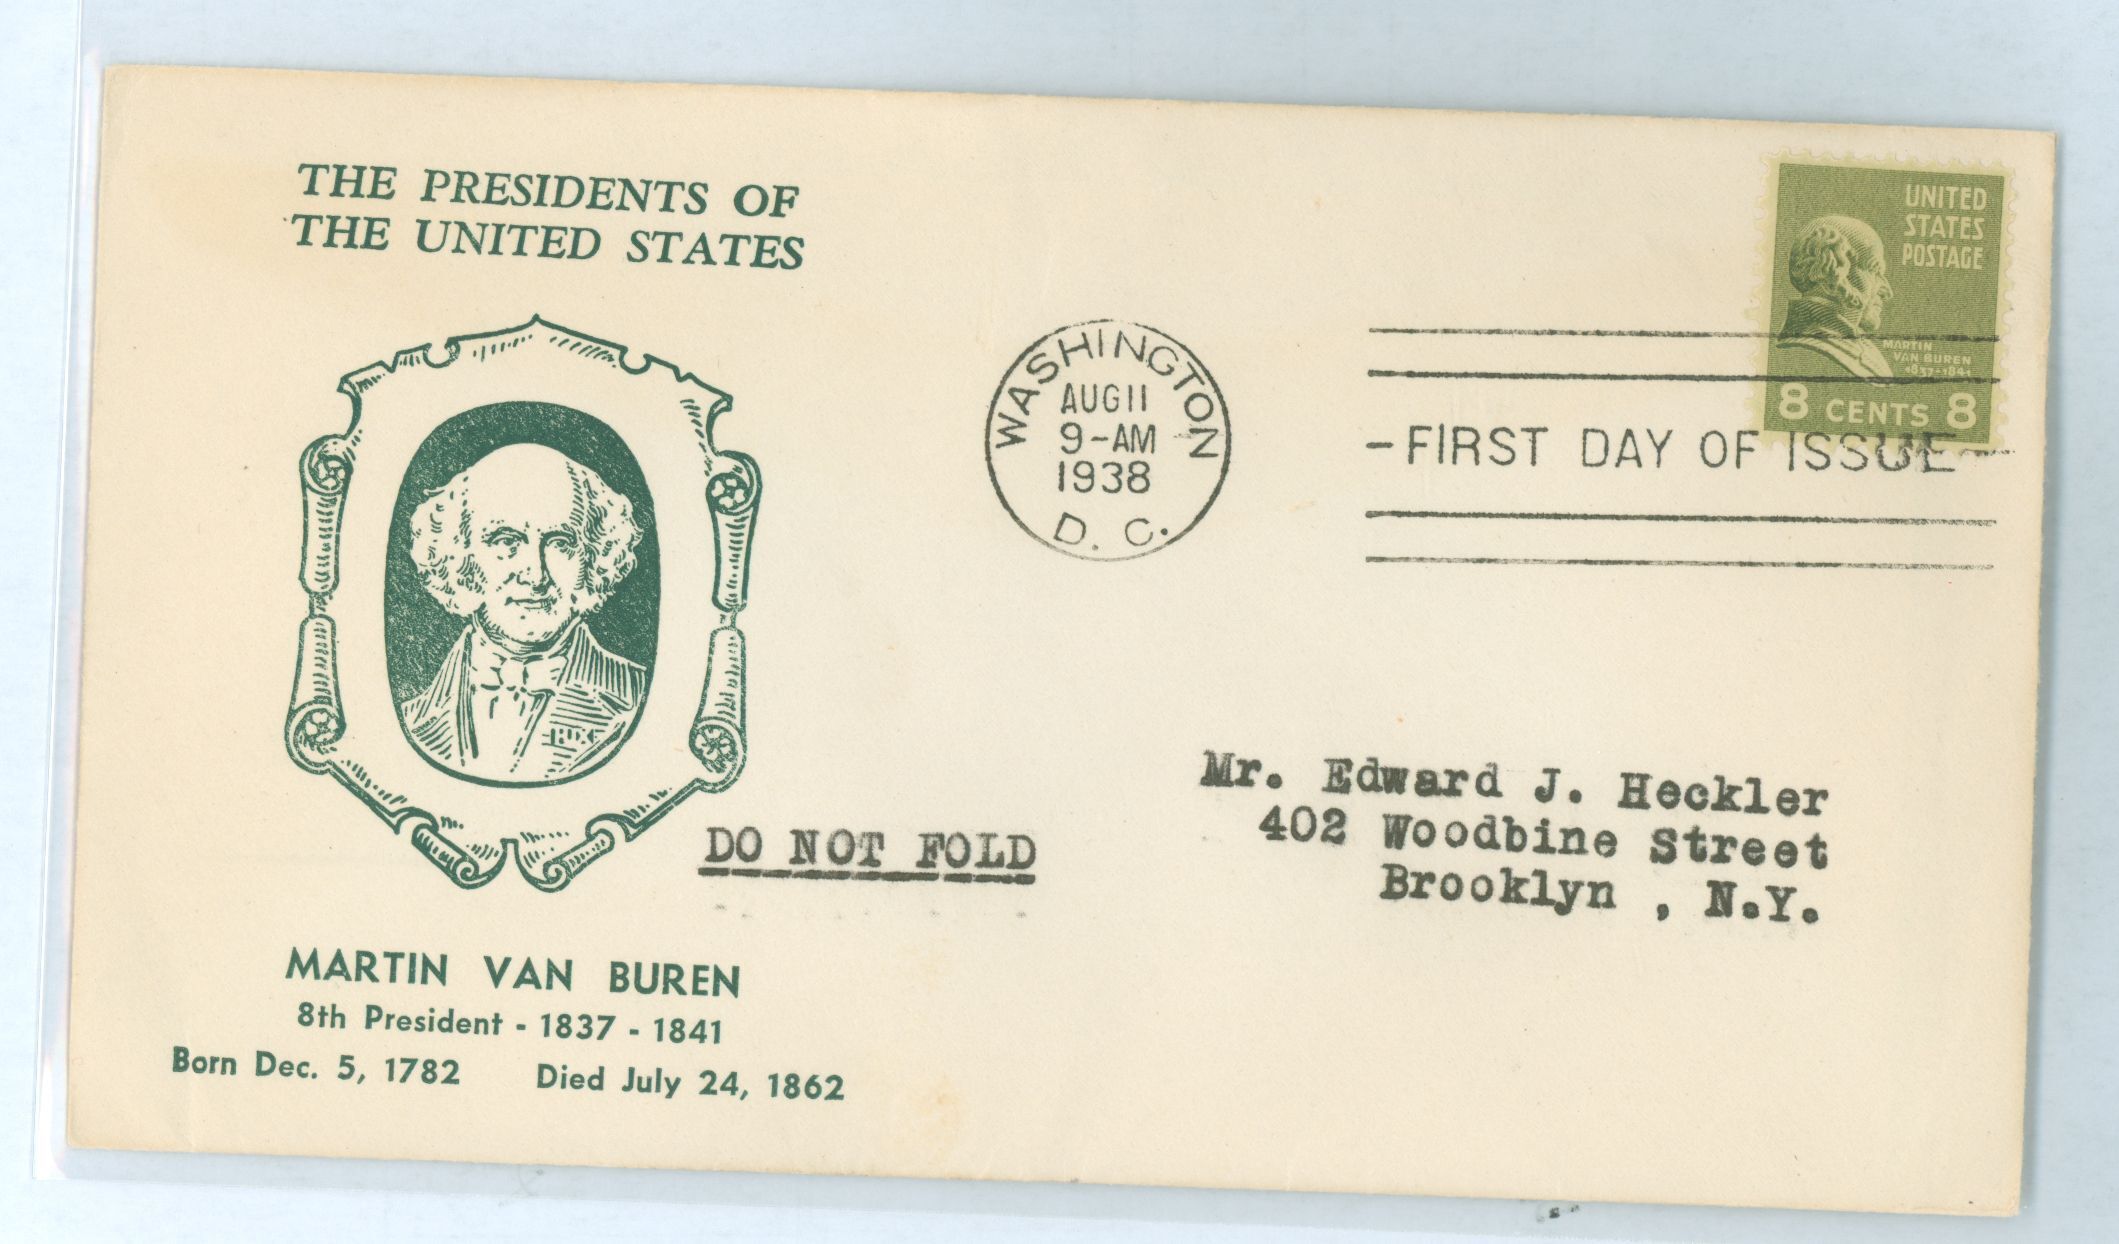 THE PRESIDENTS OF
THE UNITED STATES
UNITED
STATES
POSTAGE
MARTIN
VAN BUREN
1837-1841
8 CENTS 8
WASHINGTON
AUG 11
9-AM
1938
D. C.
-FIRST DAY OF ISSUE-
Mr. Edward J. Heckler
402 Woodbine Street
Brooklyn , N.Y.
DO NOT FOLD
MARTIN VAN BUREN
8th President - 1837 - 1841
Born Dec. 5, 1782 Died July 24, 1862